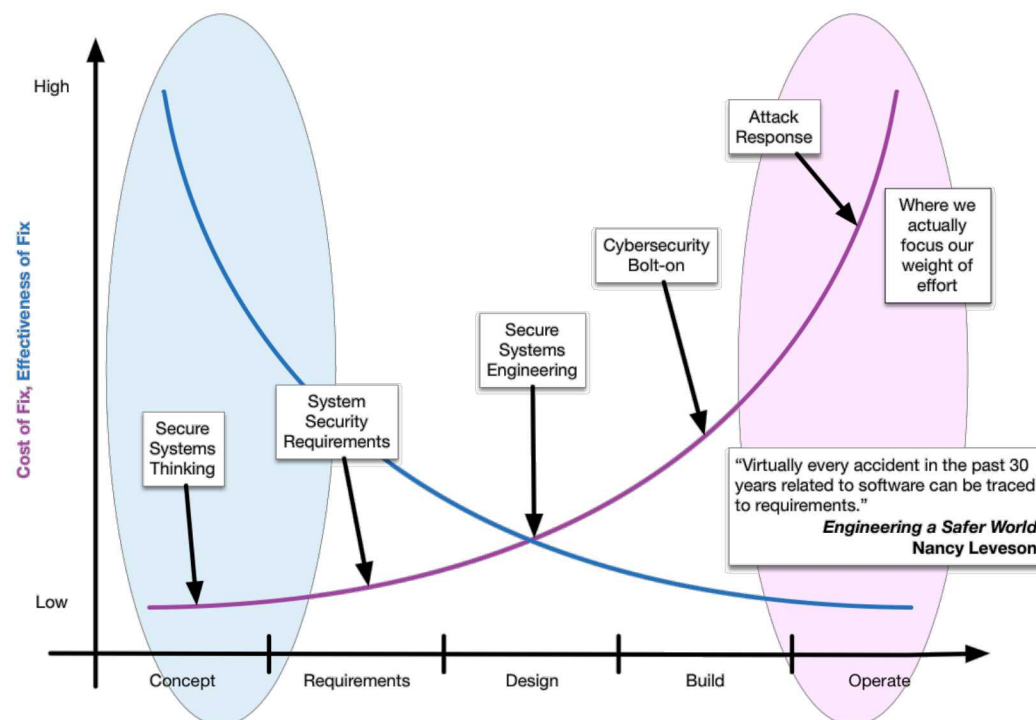 High
Low
Cost of Fix, Effectiveness of Fix
Secure
Systems
Thinking
System
Security
Requirements
Secure
Systems
Engineering
Cybersecurity
Bolt-on
Attack
Response
Where we
actually
focus our
weight of
effort
“Virtually every accident in the past 30
years related to software can be traced
to requirements.”
Engineering a Safer World
Nancy Leveson
Concept
Requirements
Design
Build
Operate